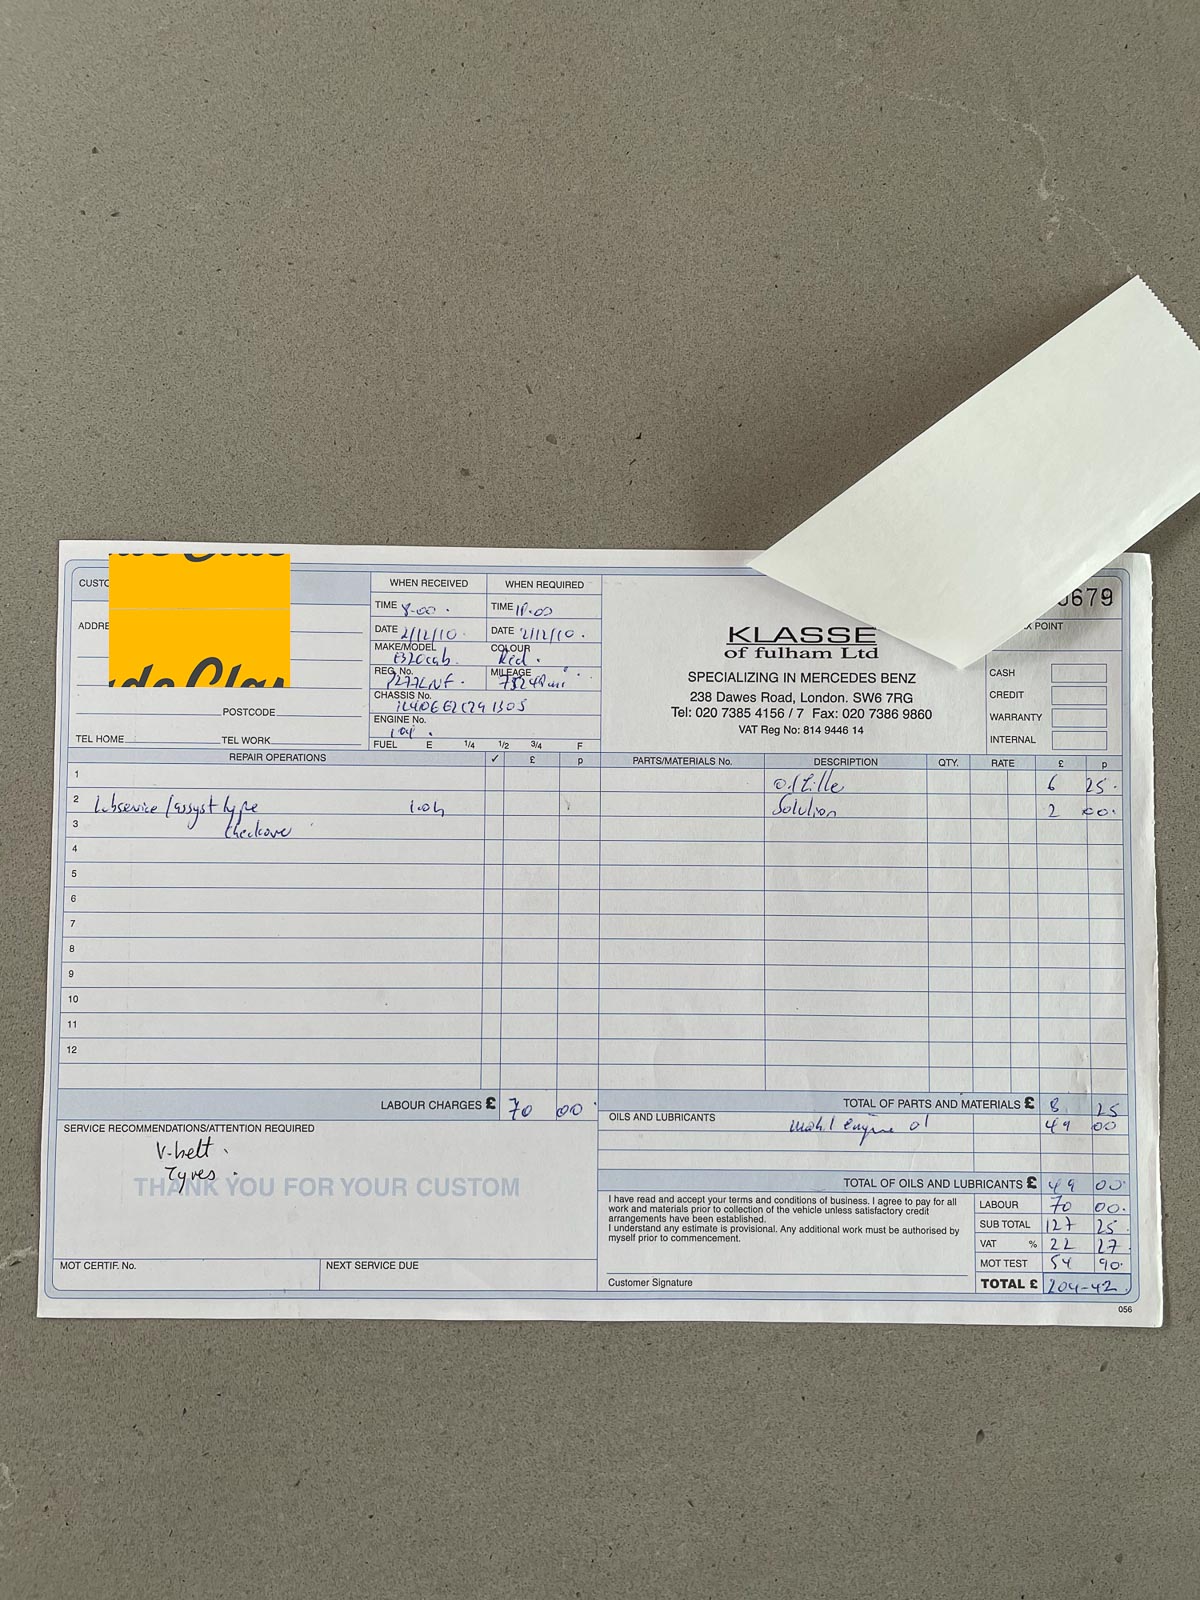 CUSTO
ADDRE
POSTCODE
TEL HOME TEL WORK
WHEN RECEIVED WHEN REQUIRED
TIME 8.00. TIME 18.00
DATE 2/12/10. DATE 2/12/10.
MAKE/MODEL COLOUR
E320cab. Red.
REG. No. MILEAGE
CHASSIS No.
ENGINE No.
FUEL E 1/4 1/2 3/4 F
0679
X POINT
KLASSE
of fulham Ltd
SPECIALIZING IN MERCEDES BENZ
238 Dawes Road, London. SW6 7RG
Tel: 020 7385 4156 / 7 Fax: 020 7386 9860
VAT Reg No: 814 9446 14
CASH
CREDIT
WARRANTY
INTERNAL
REPAIR OPERATIONS ✓ £ p PARTS/MATERIALS No. DESCRIPTION QTY. RATE £ p
1 6 25.
2 Lubservice / assyst type 1.0h Solution 2 00.
3 Checkover
4
5
6
7
8
9
10
11
12
LABOUR CHARGES £ 70 00.
TOTAL OF PARTS AND MATERIALS £ 8 25
SERVICE RECOMMENDATIONS/ATTENTION REQUIRED
V-belt.
Tyres.
THANK YOU FOR YOUR CUSTOM
MOT CERTIF. No. NEXT SERVICE DUE
OILS AND LUBRICANTS engine 49 00
TOTAL OF OILS AND LUBRICANTS £ 49 00
I have read and accept your terms and conditions of business. I agree to pay for all
work and materials prior to collection of the vehicle unless satisfactory credit
arrangements have been established.
I understand any estimate is provisional. Any additional work must be authorised by
myself prior to commencement.
Customer Signature
LABOUR 70 00.
SUB TOTAL 127 25
VAT % 22 27
MOT TEST 54 90.
TOTAL £ 204-42.
056